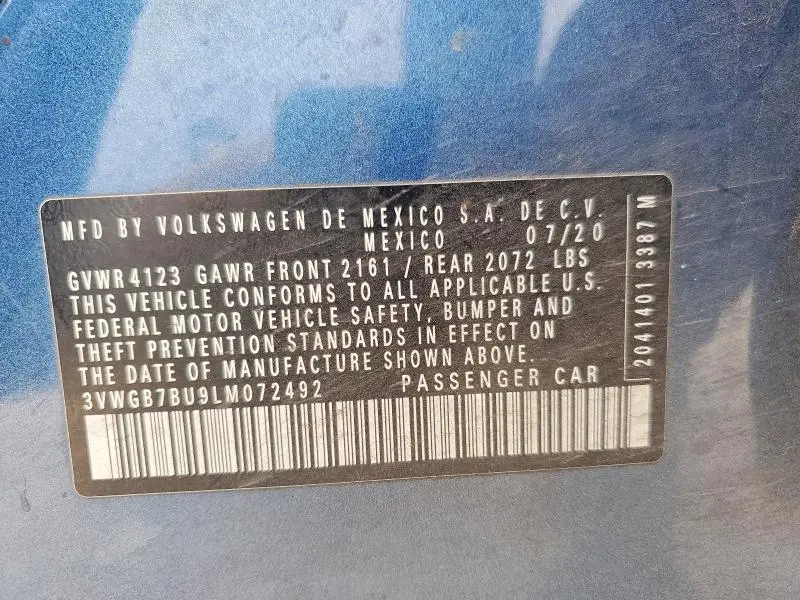 MFD BY VOLKSWAGEN DE MEXICO S.A. DE C.V.
MEXICO 07/20
GVWR 4123 GAWR FRONT 2161 / REAR 2072 LBS
THIS VEHICLE CONFORMS TO ALL APPLICABLE U.S.
FEDERAL MOTOR VEHICLE SAFETY, BUMPER AND
THEFT PREVENTION STANDARDS IN EFFECT ON
THE DATE OF MANUFACTURE SHOWN ABOVE.
3VWGB7BU9LM072492 PASSENGER CAR
2041401 3387 M